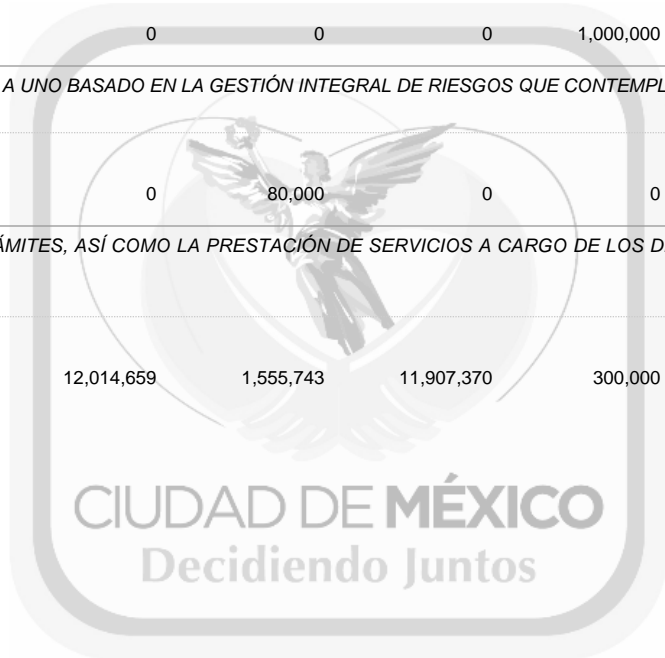 0 0 0 1,000,000
A UNO BASADO EN LA GESTIÓN INTEGRAL DE RIESGOS QUE
0 80,000 0 0
ASÍ COMO LA PRESTACIÓN DE SERVICIOS A CARGO DE LOS
12,014,659 1,555,743 11,907,370 300,000
CIUDAD DE MÉXICO
Decidiendo Juntos